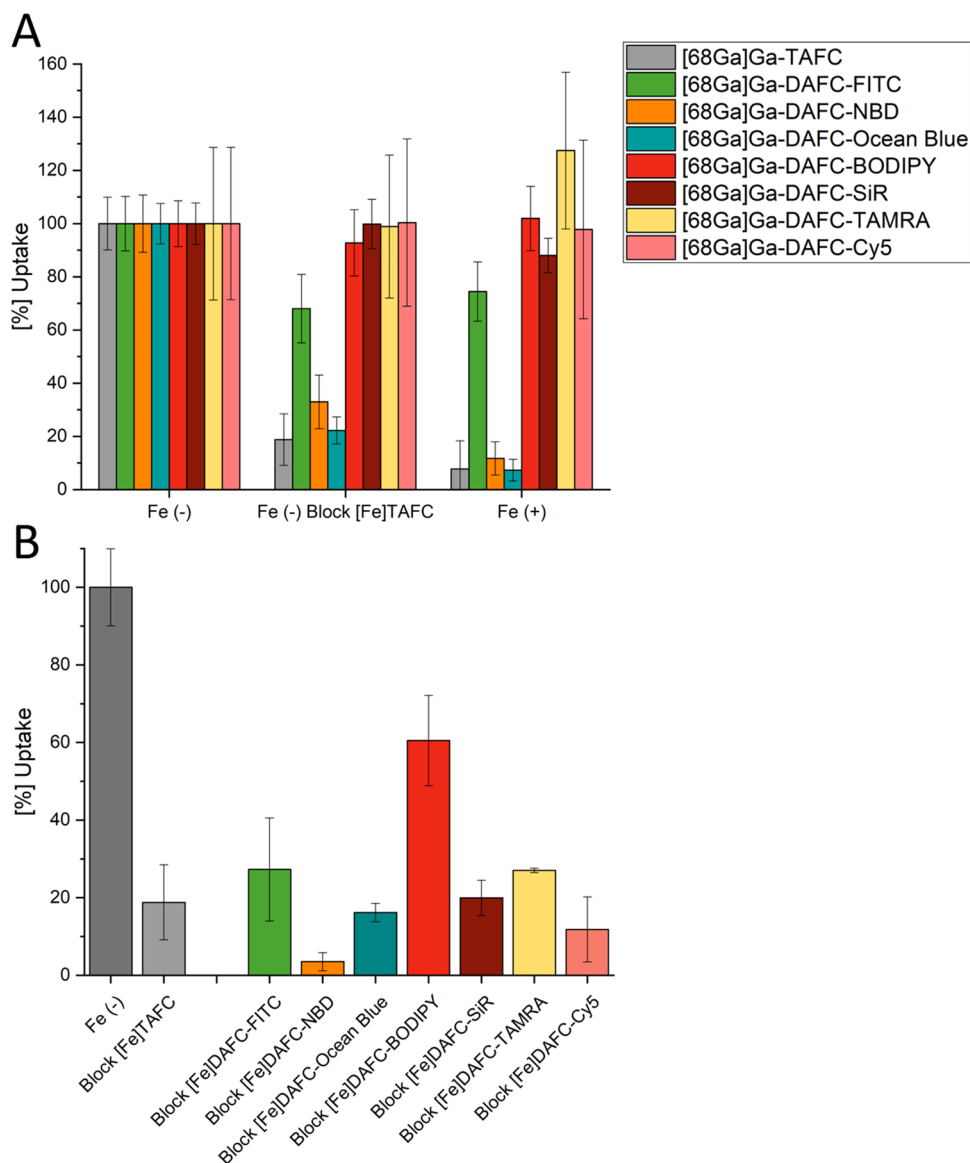 A
[%] Uptake
160
140
120
100
80
60
40
20
0
Fe (-)
Fe (-) Block [Fe]TAFC
Fe (+)
[68Ga]Ga-TAFC
[68Ga]Ga-DAFC-FITC
[68Ga]Ga-DAFC-NBD
[68Ga]Ga-DAFC-Ocean Blue
[68Ga]Ga-DAFC-BODIPY
[68Ga]Ga-DAFC-SiR
[68Ga]Ga-DAFC-TAMRA
[68Ga]Ga-DAFC-Cy5
B
[%] Uptake
100
80
60
40
20
0
Fe (-)
Block [Fe]TAFC
Block [Fe]DAFC-FITC
Block [Fe]DAFC-NBD
Block [Fe]DAFC-Ocean Blue
Block [Fe]DAFC-BODIPY
Block [Fe]DAFC-SiR
Block [Fe]DAFC-TAMRA
Block [Fe]DAFC-Cy5